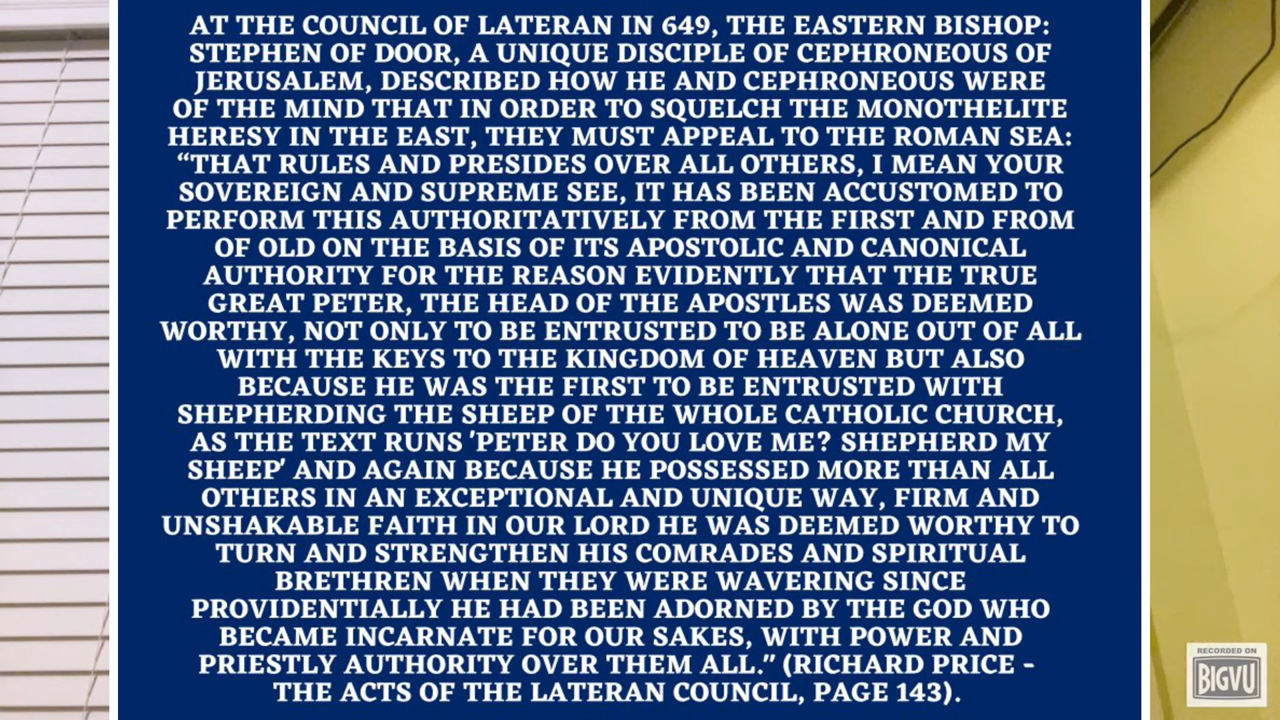 AT THE COUNCIL OF LATERAN IN 649, THE EASTERN BISHOP:
STEPHEN OF DOOR, A UNIQUE DISCIPLE OF CEPHRONEOUS OF
JERUSALEM, DESCRIBED HOW HE AND CEPHRONEOUS WERE
OF THE MIND THAT IN ORDER TO SQUELCH THE MONOTHELITE
HERESY IN THE EAST, THEY MUST APPEAL TO THE ROMAN SEA:
“THAT RULES AND PRESIDES OVER ALL OTHERS, I MEAN YOUR
SOVEREIGN AND SUPREME SEE, IT HAS BEEN ACCUSTOMED TO
PERFORM THIS AUTHORITATIVELY FROM THE FIRST AND FROM
OF OLD ON THE BASIS OF ITS APOSTOLIC AND CANONICAL
AUTHORITY FOR THE REASON EVIDENTLY THAT THE TRUE
GREAT PETER, THE HEAD OF THE APOSTLES WAS DEEMED
WORTHY, NOT ONLY TO BE ENTRUSTED TO BE ALONE OUT OF ALL
WITH THE KEYS TO THE KINGDOM OF HEAVEN BUT ALSO
BECAUSE HE WAS THE FIRST TO BE ENTRUSTED WITH
SHEPHERDING THE SHEEP OF THE WHOLE CATHOLIC CHURCH,
AS THE TEXT RUNS 'PETER DO YOU LOVE ME? SHEPHERD MY
SHEEP' AND AGAIN BECAUSE HE POSSESSED MORE THAN ALL
OTHERS IN AN EXCEPTIONAL AND UNIQUE WAY, FIRM AND
UNSHAKABLE FAITH IN OUR LORD HE WAS DEEMED WORTHY TO
TURN AND STRENGTHEN HIS COMRADES AND SPIRITUAL
BRETHREN WHEN THEY WERE WAVERING SINCE
PROVIDENTIALLY HE HAD BEEN ADORNED BY THE GOD WHO
BECAME INCARNATE FOR OUR SAKES, WITH POWER AND
PRIESTLY AUTHORITY OVER THEM ALL." (RICHARD PRICE -
THE ACTS OF THE LATERAN COUNCIL, PAGE 143).
RECORDED ON
BIGVU